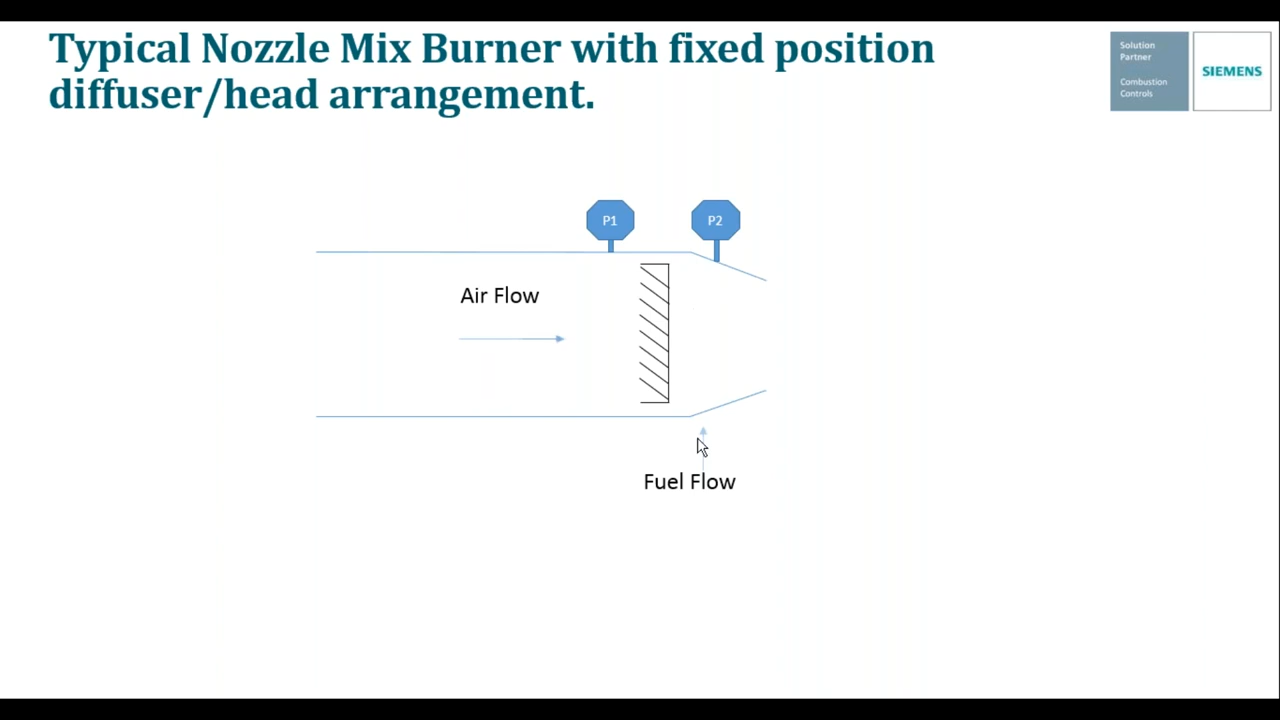 Typical Nozzle Mix Burner with fixed position
diffuser/head arrangement.
Solution
Partner
Combustion
Controls
SIEMENS
P1
P2
Air Flow
Fuel Flow